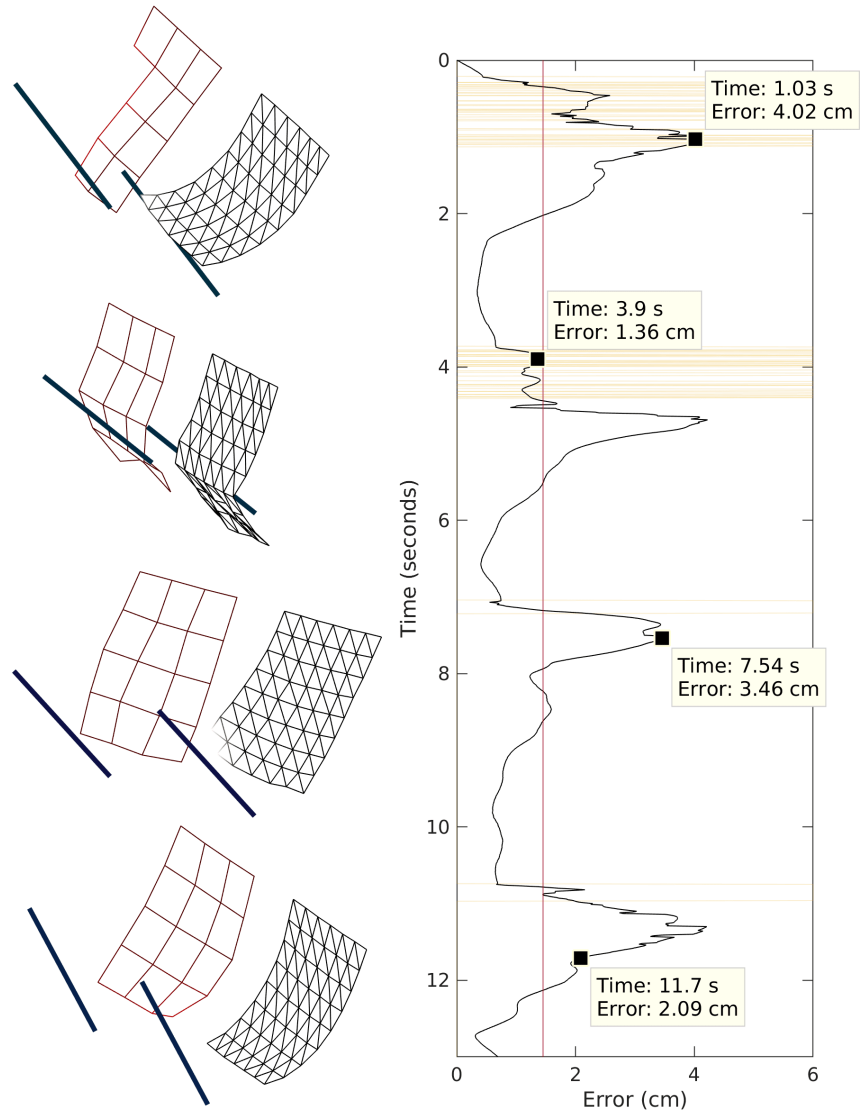 0
Time: 1.03 s
Error: 4.02 cm
2
Time: 3.9 s
Error: 1.36 cm
4
Time (seconds)
6
Time: 7.54 s
Error: 3.46 cm
8
10
12
Time: 11.7 s
Error: 2.09 cm
0 2 4 6
Error (cm)